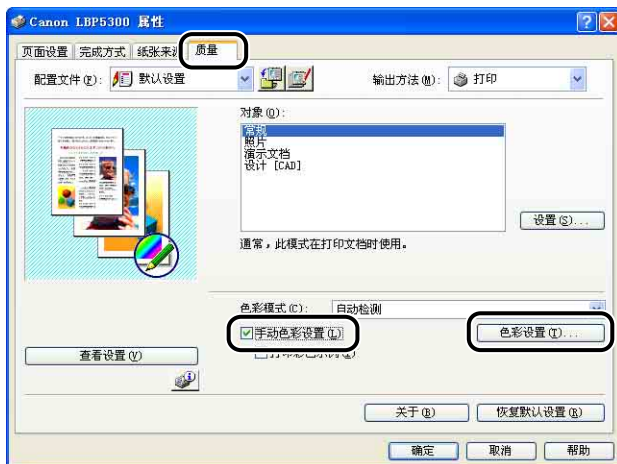 Canon LBP5300 属性
页面设置 完成方式 纸张来源 质量
配置文件(F): 默认设置 输出方法(M): 打印
对象(O):
常规
照片
演示文档
设计 [CAD]
设置(S)...
通常，此模式在打印文档时使用。
色彩模式(C): 自动检测
手动色彩设置(L) 色彩设置(T)...
查看设置(V)
关于(B) 恢复默认设置(R)
确定 取消 帮助